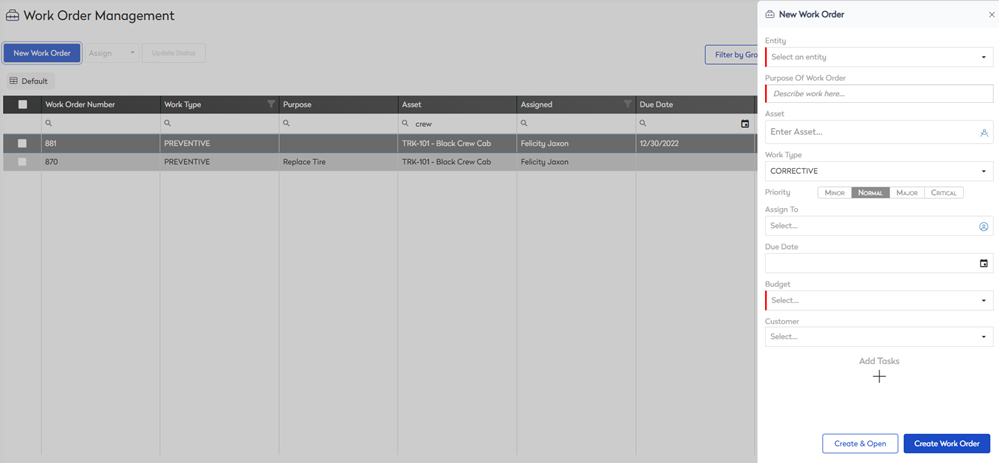 Work Order Management
New Work Order
Assign
Update Status
Filter by Gro
Default
Work Order Number Work Type Purpose Asset Assigned Due Date
crew
881 PREVENTIVE TRK-101 - Black Crew Cab Felicity Jaxon 12/30/2022
870 PREVENTIVE Replace Tire TRK-101 - Black Crew Cab Felicity Jaxon
New Work Order
Entity
Select an entity
Purpose Of Work Order
Describe work here...
Asset
Enter Asset...
Work Type
CORRECTIVE
Priority Minor Normal Major Critical
Assign To
Select...
Due Date
Budget
Select...
Customer
Select...
Add Tasks
Create & Open Create Work Order